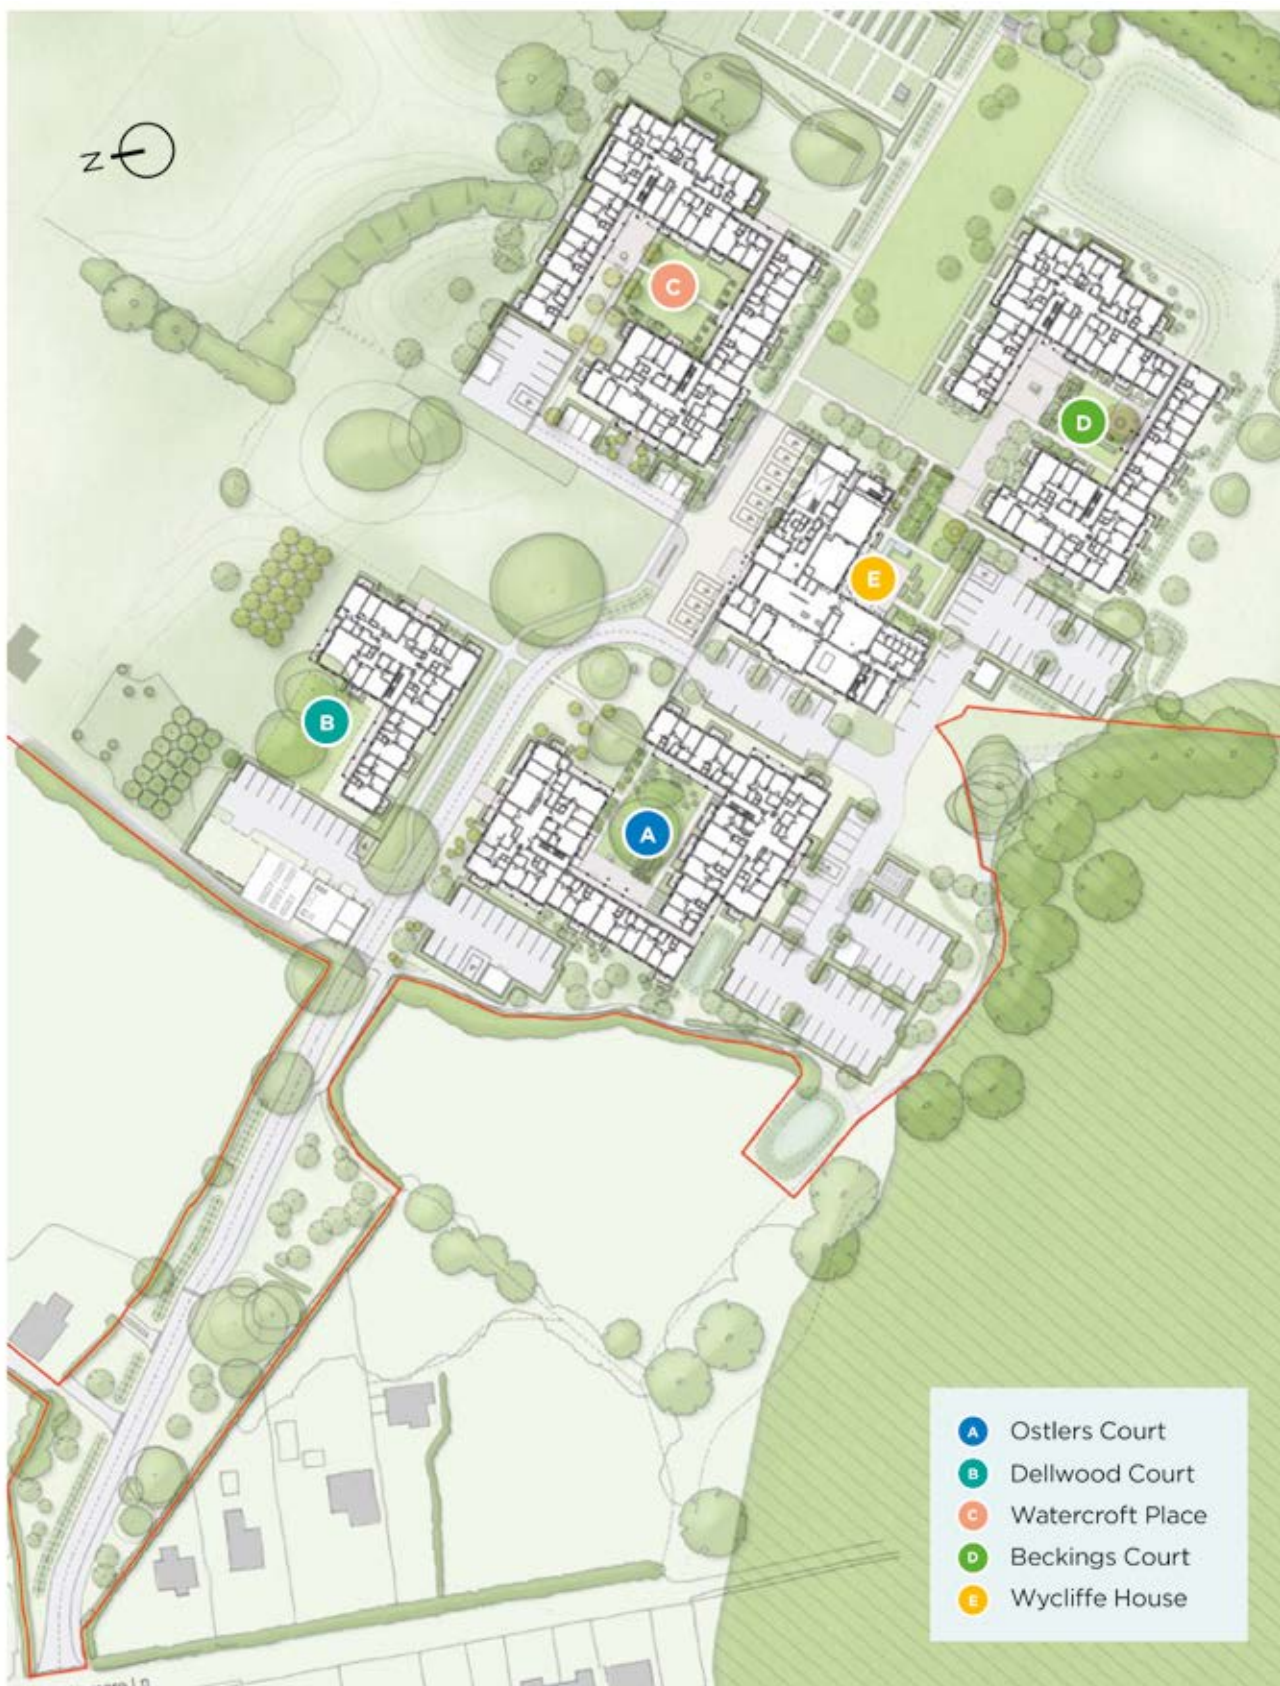 N
C
D
E
B
A
A Ostlers Court
B Dellwood Court
C Watercroft Place
D Beckings Court
E Wycliffe House